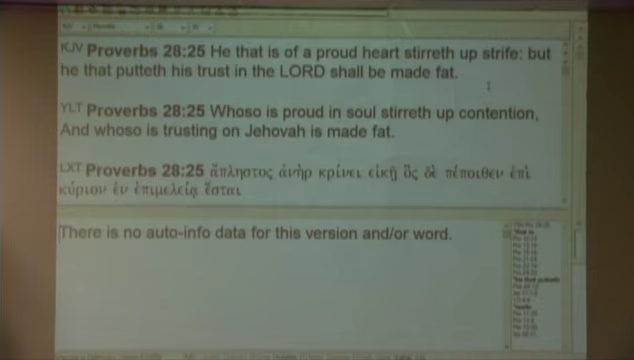 KJV Proverbs 28:25 He that is of a proud heart stirreth up strife: but
he that putteth his trust in the LORD shall be made fat.
YLT Proverbs 28:25 Whoso is proud in soul stirreth up contention,
And whoso is trusting on Jehovah is made fat.
LXT Proverbs 28:25 ἄπληστος ἀνὴρ κρίνει εἰκῇ ὃς δὲ πέποιθεν ἐπὶ
κύριον ἐν ἐπιμελείᾳ ἔσται
There is no auto-info data for this version and/or word.